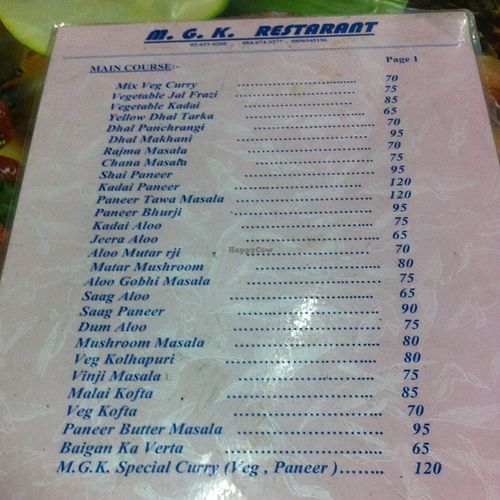 M. G. K. RESTARANT
Page 1
MAIN COURSE:-
Mix Veg Curry ........................ 70
Vegetable Jal Frazi ........................ 75
Vegetable Kadai ........................ 85
Yellow Dhal Tarka ........................ 65
Dhal Panchrangi ........................ 70
Dhal Makhani ........................ 95
Rajma Masala ........................ 70
Chana Masala ........................ 75
Shai Paneer ........................ 95
Kadai Paneer ........................ 120
Paneer Tawa Masala ........................ 120
Paneer Bhurji ........................ 95
Kadai Aloo ........................ 75
Jeera Aloo ........................ 65
Aloo Mutar rji ........................ 70
HappyCow
Matar Mushroom ........................ 80
Aloo Gobhi Masala ........................ 75
Saag Aloo ........................ 65
Saag Paneer ........................ 90
Dum Aloo ........................ 75
Mushroom Masala ........................ 80
Veg Kolhapuri ........................ 80
Vinji Masala ........................ 75
Malai Kofta ........................ 85
Veg Kofta ........................ 70
Paneer Butter Masala ........................ 95
Baigan Ka Verta ........................ 65
M.G.K. Special Curry (Veg , Paneer )........ 120